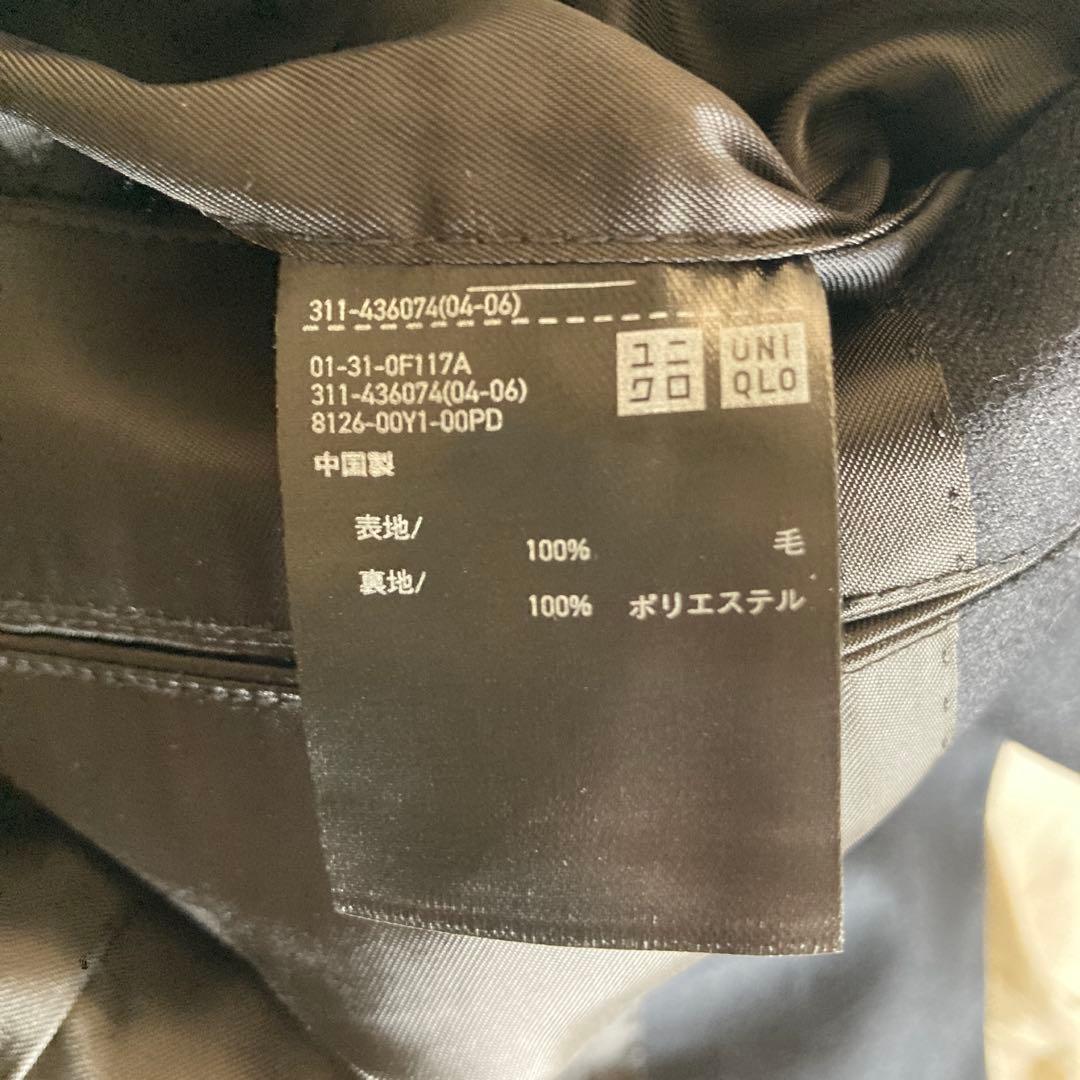 311-436074(04-06)
ユニ
クロ
UNI
QLO
01-31-0F117A
311-436074(04-06)
8126-00Y1-00PD
中国製
表地/
100% 毛
裏地/
100% ポリエステル